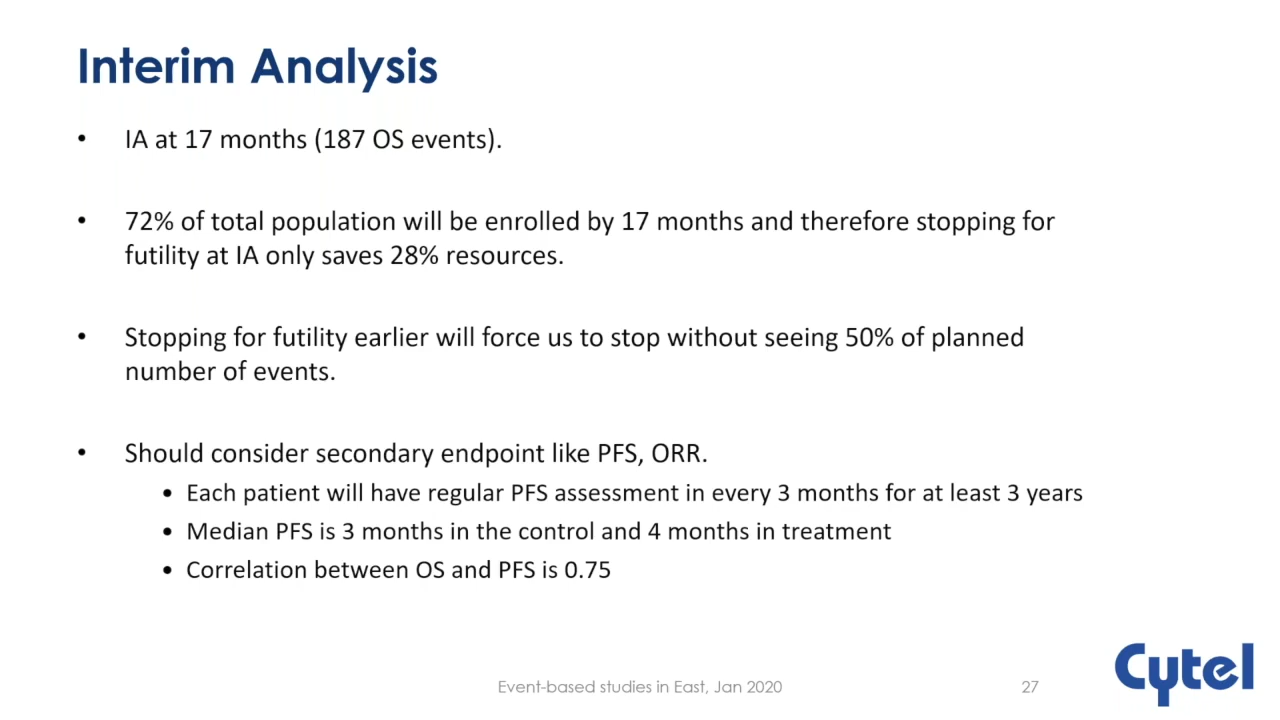 Interim Analysis
• IA at 17 months (187 OS events).
• 72% of total population will be enrolled by 17 months and therefore stopping for
futility at IA only saves 28% resources.
• Stopping for futility earlier will force us to stop without seeing 50% of planned
number of events.
• Should consider secondary endpoint like PFS, ORR.
• Each patient will have regular PFS assessment in every 3 months for at least 3 years
• Median PFS is 3 months in the control and 4 months in treatment
• Correlation between OS and PFS is 0.75
Event-based studies in East, Jan 2020
27
Cytel